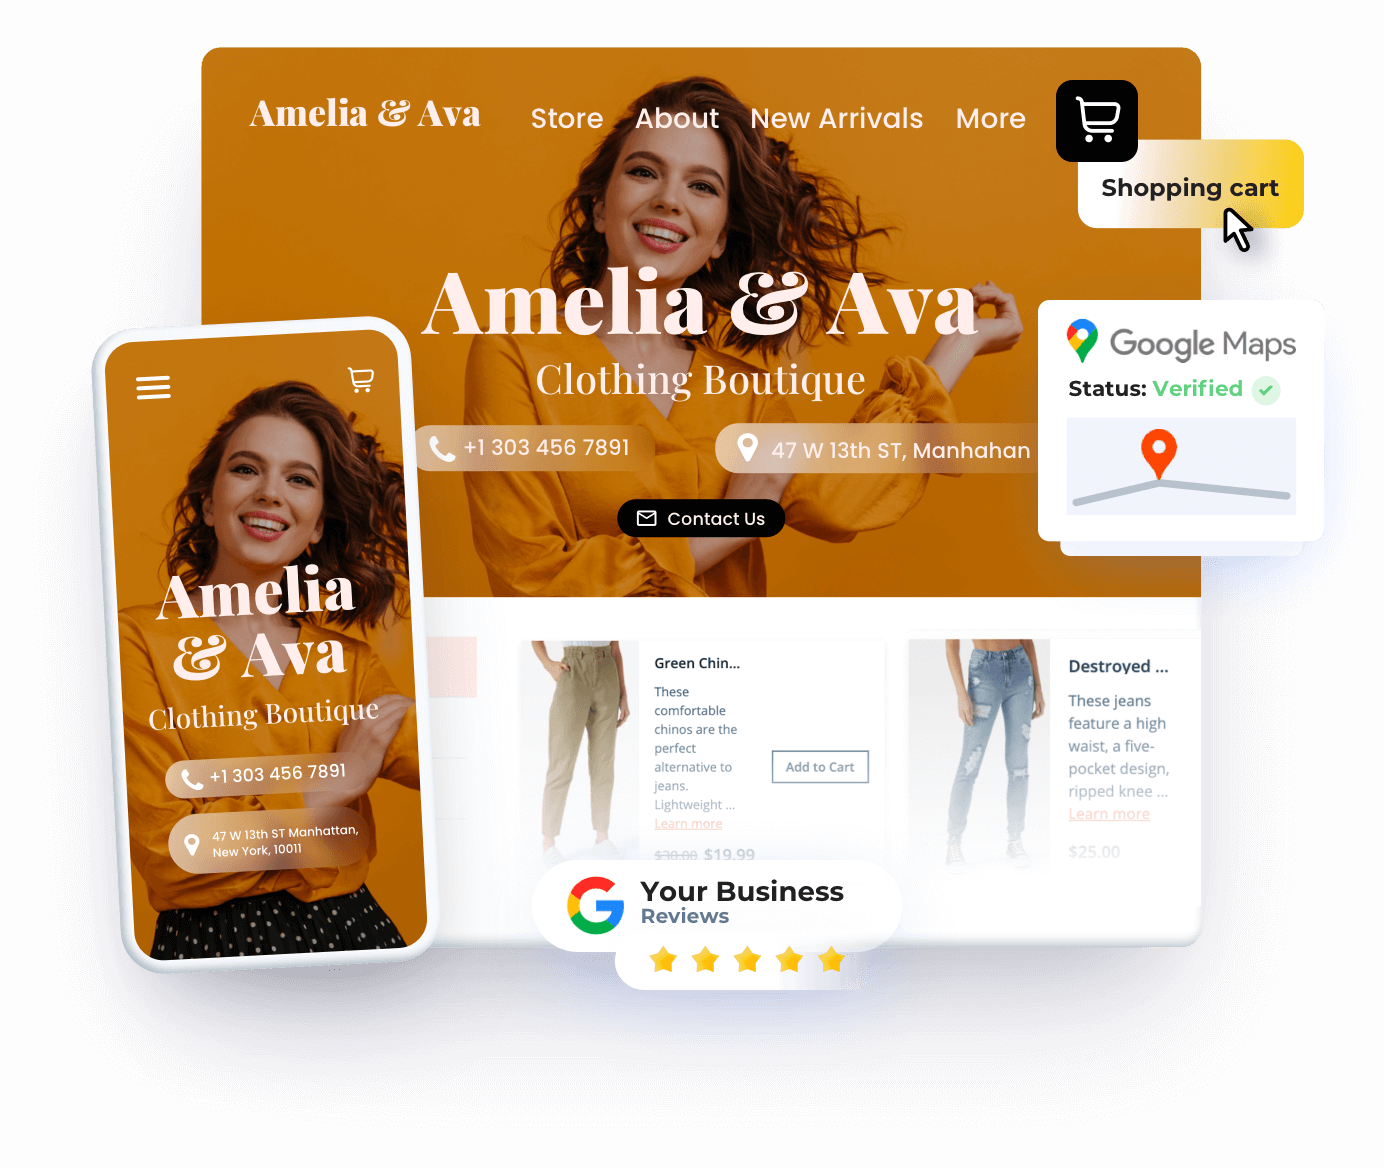 Amelia & Ava
Store
About
New Arrivals
More
Shopping cart
Amelia & Ava
Clothing Boutique
+1 303 456 7891
47 W 13th ST, Manhahan
Contact Us
Google Maps
Status: Verified
Amelia
& Ava
Clothing Boutique
+1 303 456 7891
47 W 13th ST Manhattan,
New York, 10011
Green Chin...
These
comfortable
chinos are the
perfect
alternative to
jeans.
Lightweight ...
Learn more
$30.00 $19.99
Add to Cart
Destroyed ...
These jeans
feature a high
waist, a five-
pocket design,
ripped knee ...
Learn more
$25.00
G Your Business
Reviews